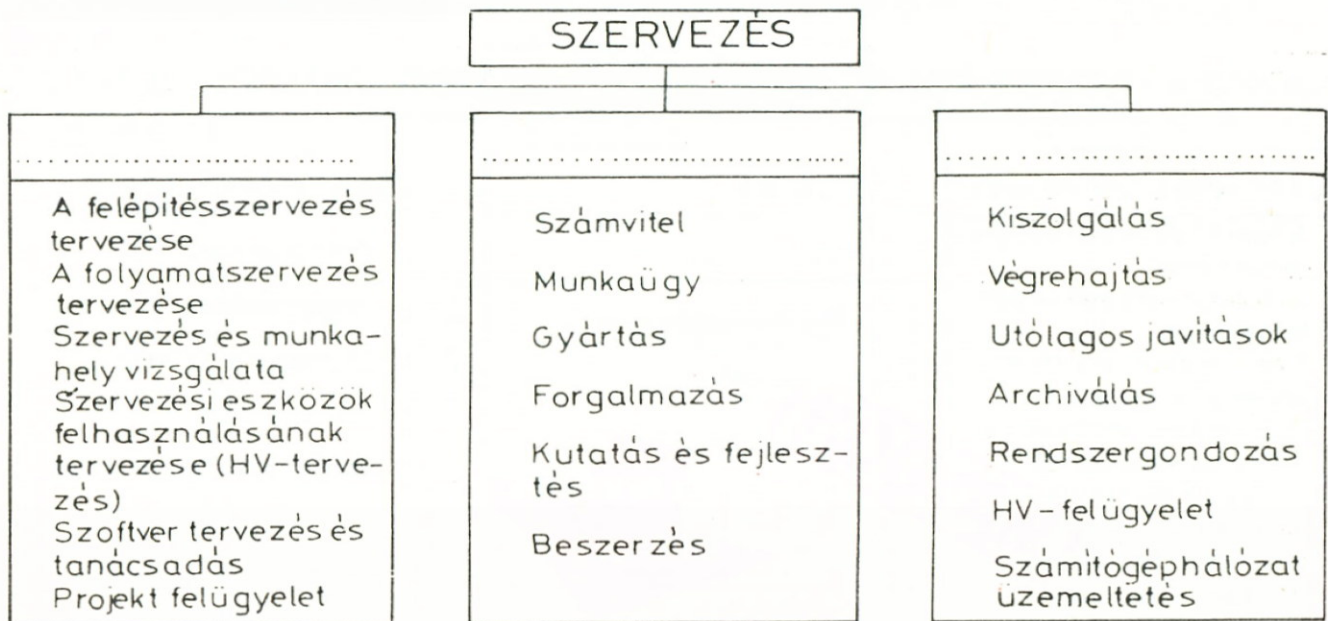 SZERVEZÉS
A felépítésszervezés
tervezése
A folyamatszervezés
tervezése
Szervezés és munka-
hely vizsgálata
Szervezési eszközök
felhasználásának
tervezése (HV-terve-
zés)
Szoftver tervezés és
tanácsadás
Projekt felügyelet
Számvitel
Munkaügy
Gyártás
Forgalmazás
Kutatás és fejlesz-
tés
Beszerzés
Kiszolgálás
Végrehajtás
Utólagos javítások
Archiválás
Rendszergondozás
HV-felügyelet
Számítógéphálózat
üzemeltetés